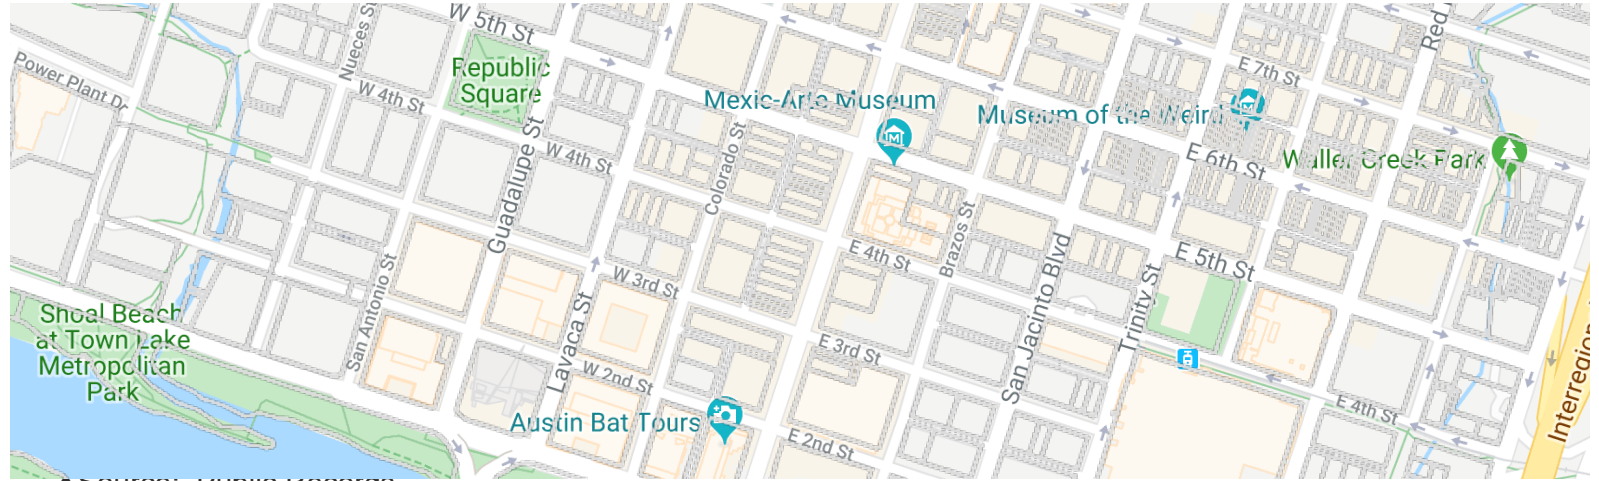 W 5th St
Nueces St
Red
Republic
Square
Power Plant Dr
W 4th St
E 7th St
Mexic-Arte Museum
Museum of the Weird
E 6th St
Waller Creek Park
W 4th St
Colorado St
Guadalupe St
Brazos St
E 4th St
E 5th St
San Jacinto Blvd
Trinity St
W 3rd St
San Antonio St
Lavaca St
Shoal Beach
at Town Lake
Metropolitan
Park
E 3rd St
W 2nd St
Austin Bat Tours
E 2nd St
E 4th St
Interregion